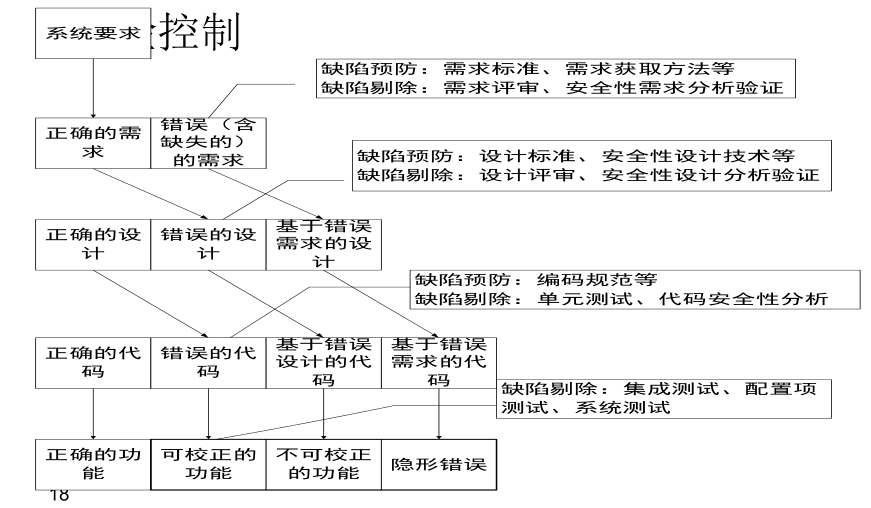 系统要求
控制
缺陷预防：需求标准、需求获取方法等
缺陷剔除：需求评审、安全性需求分析验证
正确的需
求
错误（含
缺失的）
的需求
缺陷预防：设计标准、安全性设计技术等
缺陷剔除：设计评审、安全性设计分析验证
正确的设
计
错误的设
计
基于错误
需求的设
计
缺陷预防：编码规范等
缺陷剔除：单元测试、代码安全性分析
正确的代
码
错误的代
码
基于错误
设计的代
码
基于错误
需求的代
码
缺陷剔除：集成测试、配置项
测试、系统测试
正确的功
能
可校正的
功能
不可校正
的功能
隐形错误
18